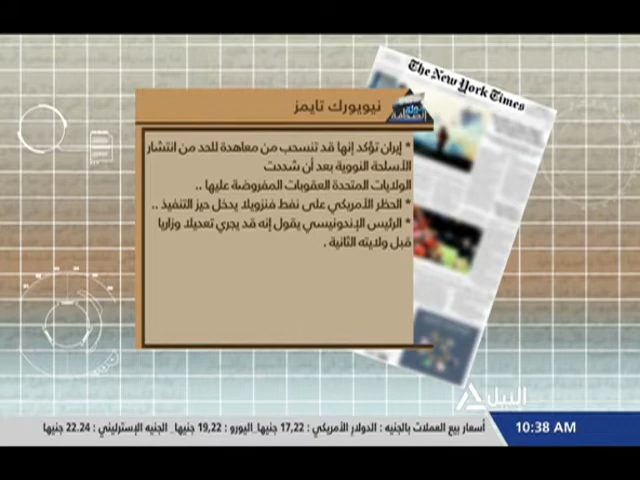 The New York Times
نيويورك تايمز
* إيران تؤكد إنها قد تنسحب من معاهدة للحد من انتشار
الأسلحة النووية بعد أن شددت
الولايات المتحدة العقوبات المفروضة عليها ..
* الحظر الأمريكي على نفط فنزويلا يدخل حيز التنفيذ ..
* الرئيس الإندونيسي يقول إنه قد يجري تعديلا وزاريا
قبل ولايته الثانية .
النيل
أسعار بيع العملات بالجنيه : الدولار الأمريكي : 17,22 جنيها_اليورو : 19,22 جنيها_ الجنيه الإسترليني : 22.24 جنيها
10:38 AM